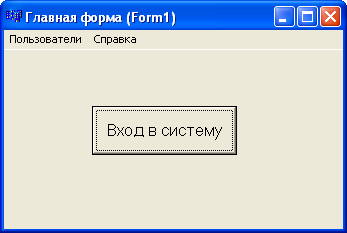 Главная форма (Form1)
Пользователи Справка
Вход в систему